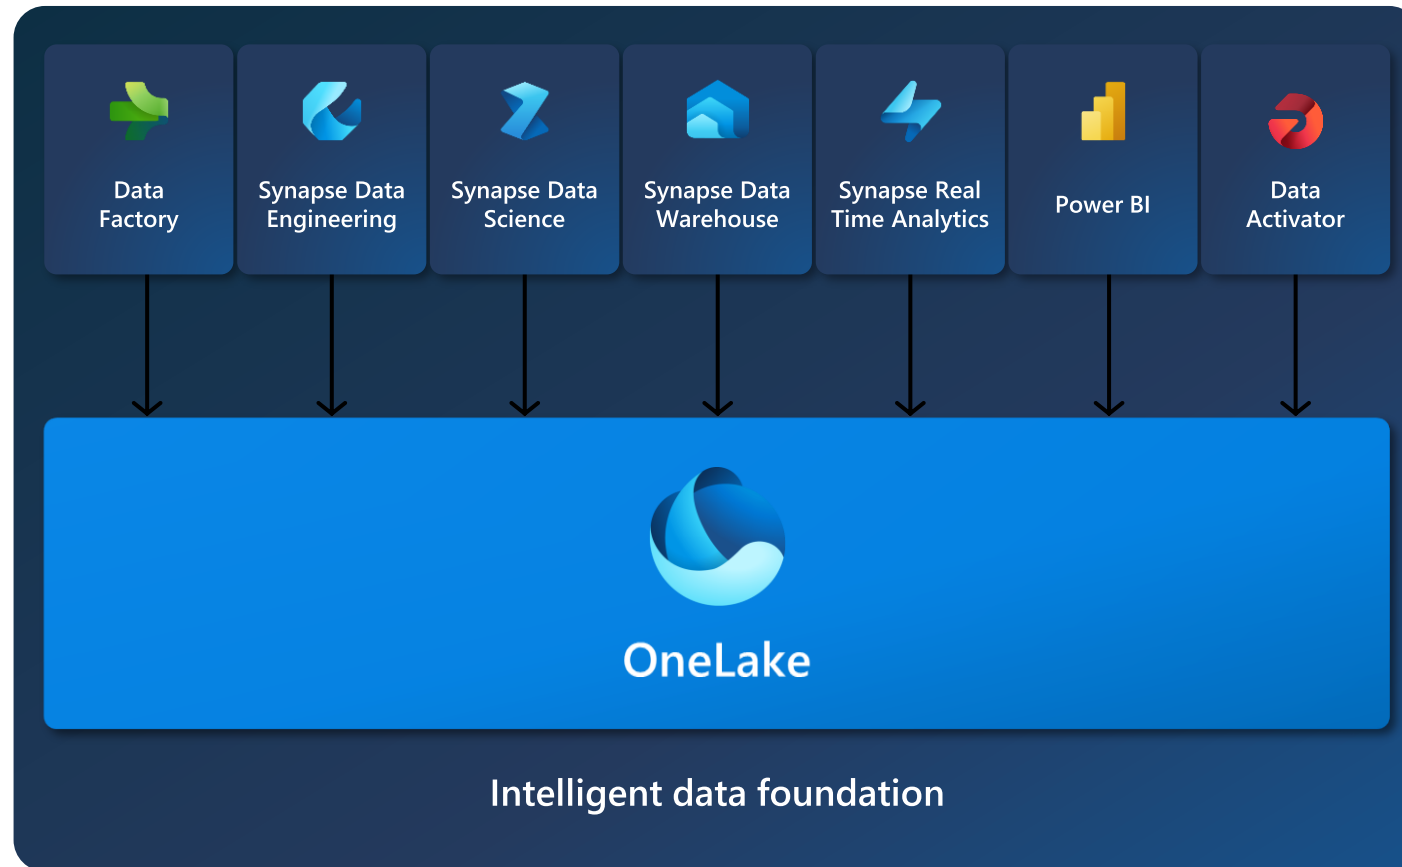 Data
Factory
Synapse Data
Engineering
Synapse Data
Science
Synapse Data
Warehouse
Synapse Real
Time Analytics
Power BI
Data
Activator
OneLake
Intelligent data foundation